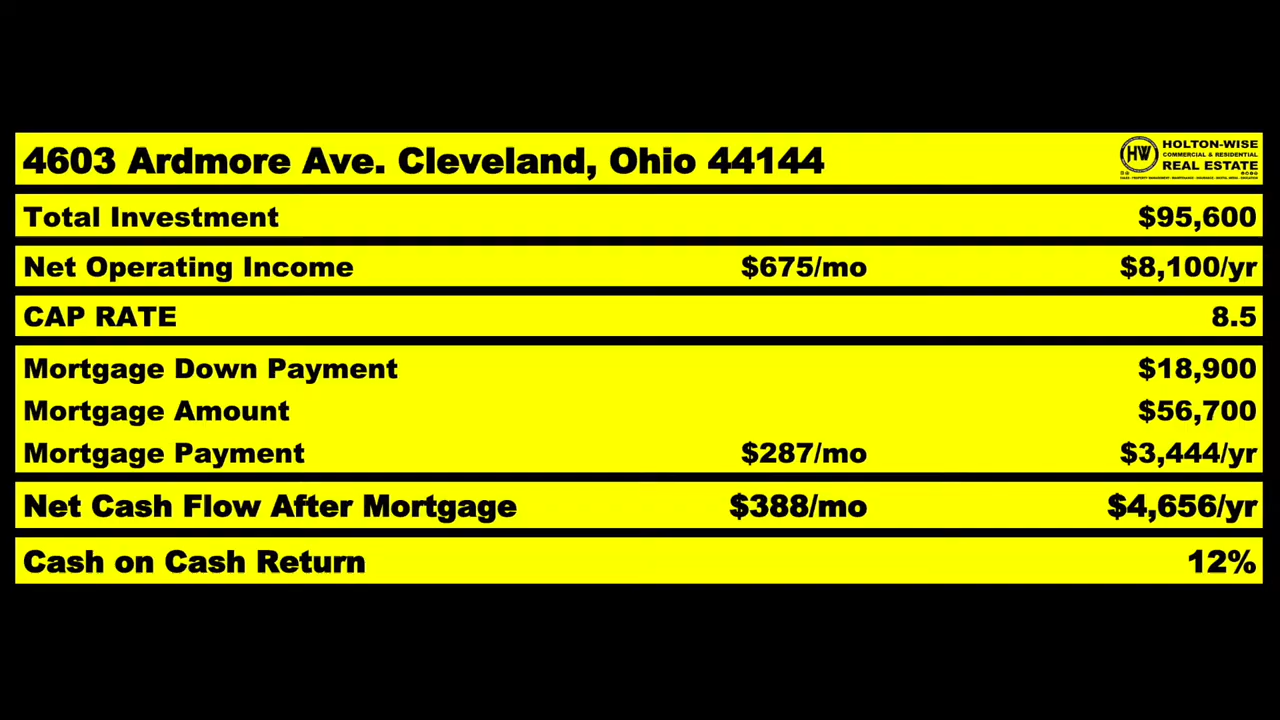 4603 Ardmore Ave. Cleveland, Ohio 44144
HW
HOLTON-WISE
COMMERCIAL & RESIDENTIAL
REAL ESTATE
Total Investment $95,600
Net Operating Income $675/mo $8,100/yr
CAP RATE 8.5
Mortgage Down Payment $18,900
Mortgage Amount $56,700
Mortgage Payment $287/mo $3,444/yr
Net Cash Flow After Mortgage $388/mo $4,656/yr
Cash on Cash Return 12%